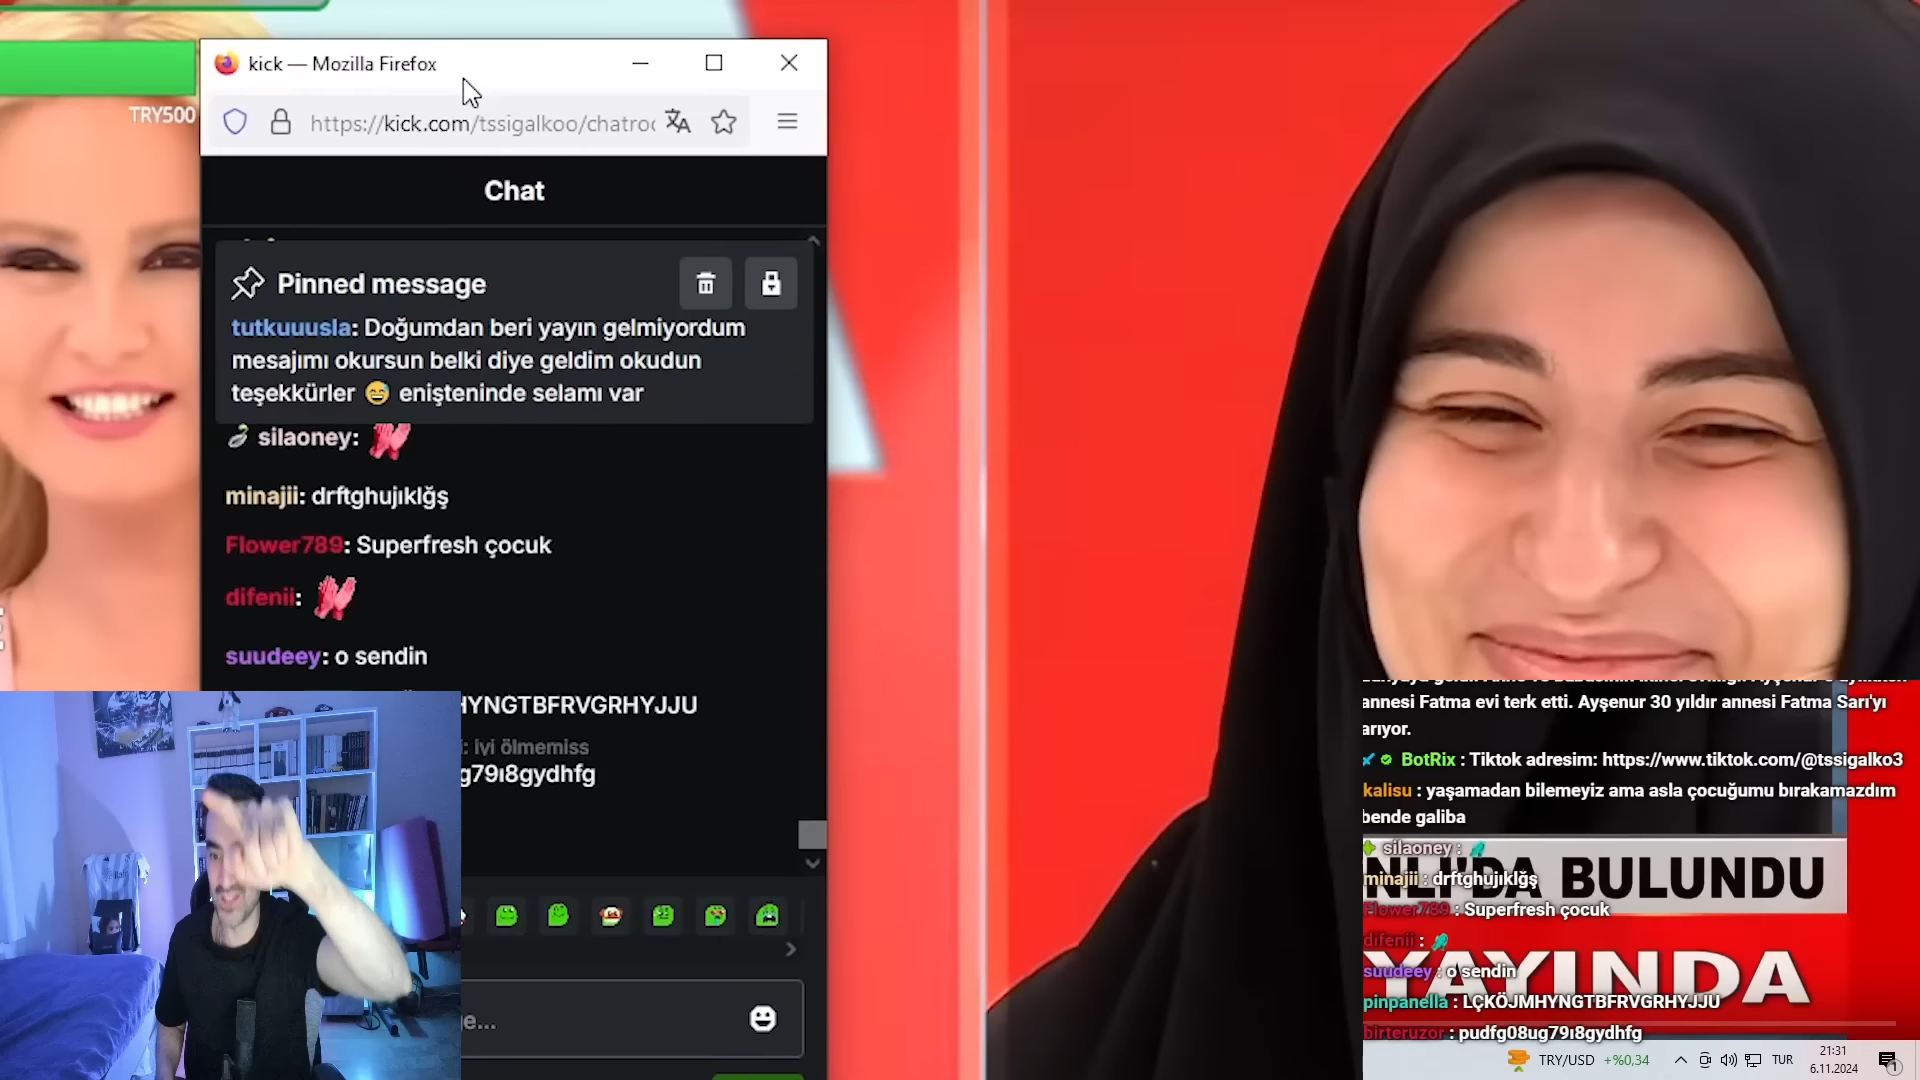 kick — Mozilla Firefox
TRY500
https://kick.com/tssigalkoo/chatro
Chat
Pinned message
tutkuuusla: Doğumdan beri yayın gelmiyordum
mesajımı okursun belki diye geldim okudun
teşekkürler 😅 enişteninde selamı var
silaoney:
minajii: drftghujıklğş
Flower789: Superfresh çocuk
difenii:
suudeey: o sendin
HYNGTBFRVGRHYJJU
: iyi ölmemiss
g79ı8gydhfg
e...
annesi Fatma evi terk etti. Ayşenur 30 yıldır annesi Fatma Sarı'yı
arıyor.
BotRix : Tiktok adresim: https://www.tiktok.com/@tssigalko3
kalisu : yaşamadan bilemeyiz ama asla çocuğumu bırakamazdım
bende galiba
silaoney :
NLI'DA BULUNDU
minajii : drftghujıklğş
Flower789 : Superfresh çocuk
difenii :
YAYINDA
suudeey : o sendin
pinpanella : LÇKÖJMHYNGTBFRVGRHYJJU
birteruzor : pudfg08ug79ı8gydhfg
TRY/USD +%0,34
TUR
21:31
6.11.2024
1